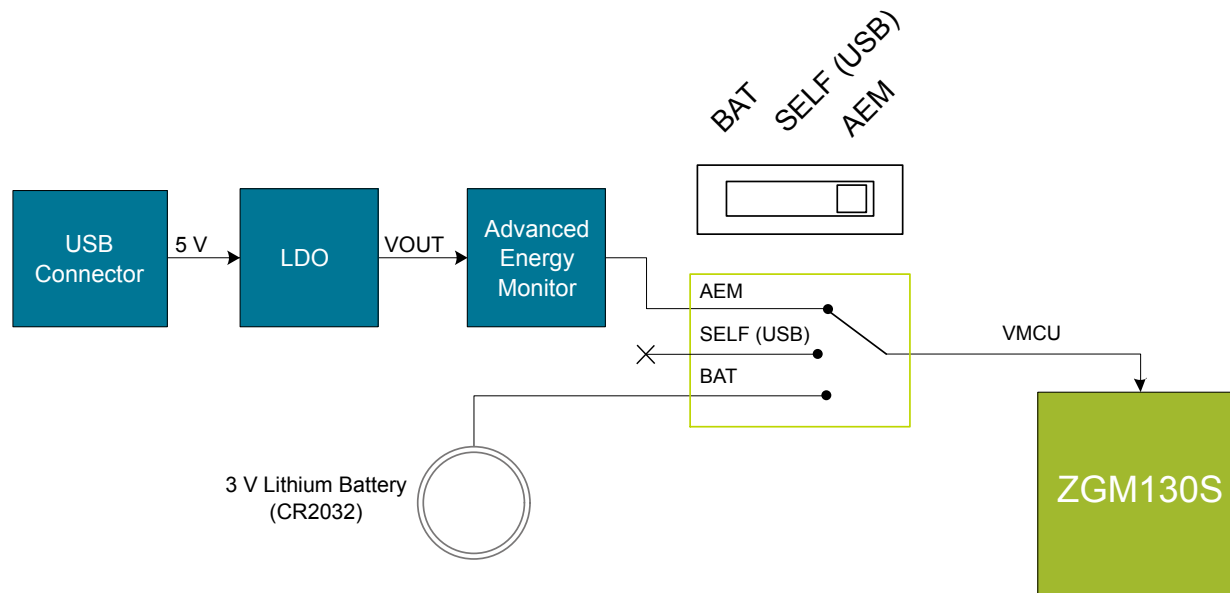 BAT
SELF (USB)
AEM
USB
Connector
5 V
LDO
VOUT
Advanced
Energy
Monitor
AEM
SELF (USB)
BAT
VMCU
3 V Lithium Battery
(CR2032)
ZGM130S